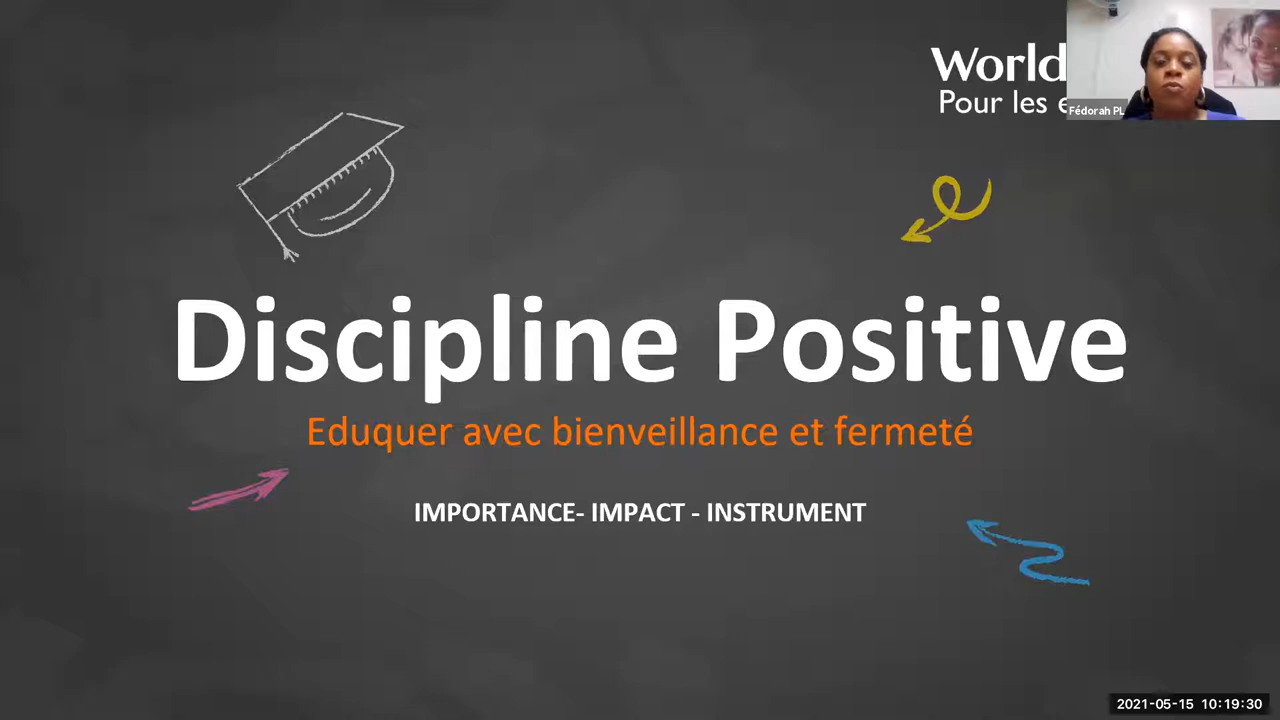 World
Pour les e
Fédorah PL
Discipline Positive
Eduquer avec bienveillance et fermeté
IMPORTANCE- IMPACT - INSTRUMENT
2021-05-15 10:19:30